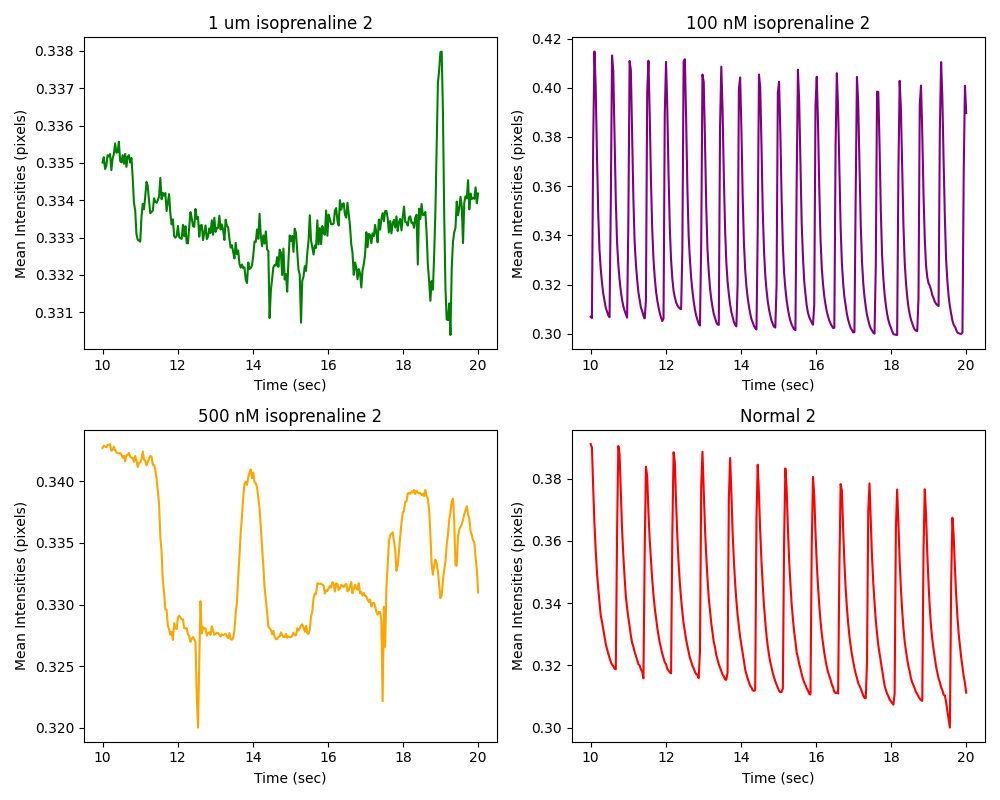 1 um isoprenaline 2
Mean Intensities (pixels)
0.338
0.337
0.336
0.335
0.334
0.333
0.332
0.331
10 12 14 16 18 20
Time (sec)
100 nM isoprenaline 2
Mean Intensities (pixels)
0.42
0.40
0.38
0.36
0.34
0.32
0.30
10 12 14 16 18 20
Time (sec)
500 nM isoprenaline 2
Mean Intensities (pixels)
0.340
0.335
0.330
0.325
0.320
10 12 14 16 18 20
Time (sec)
Normal 2
Mean Intensities (pixels)
0.38
0.36
0.34
0.32
0.30
10 12 14 16 18 20
Time (sec)